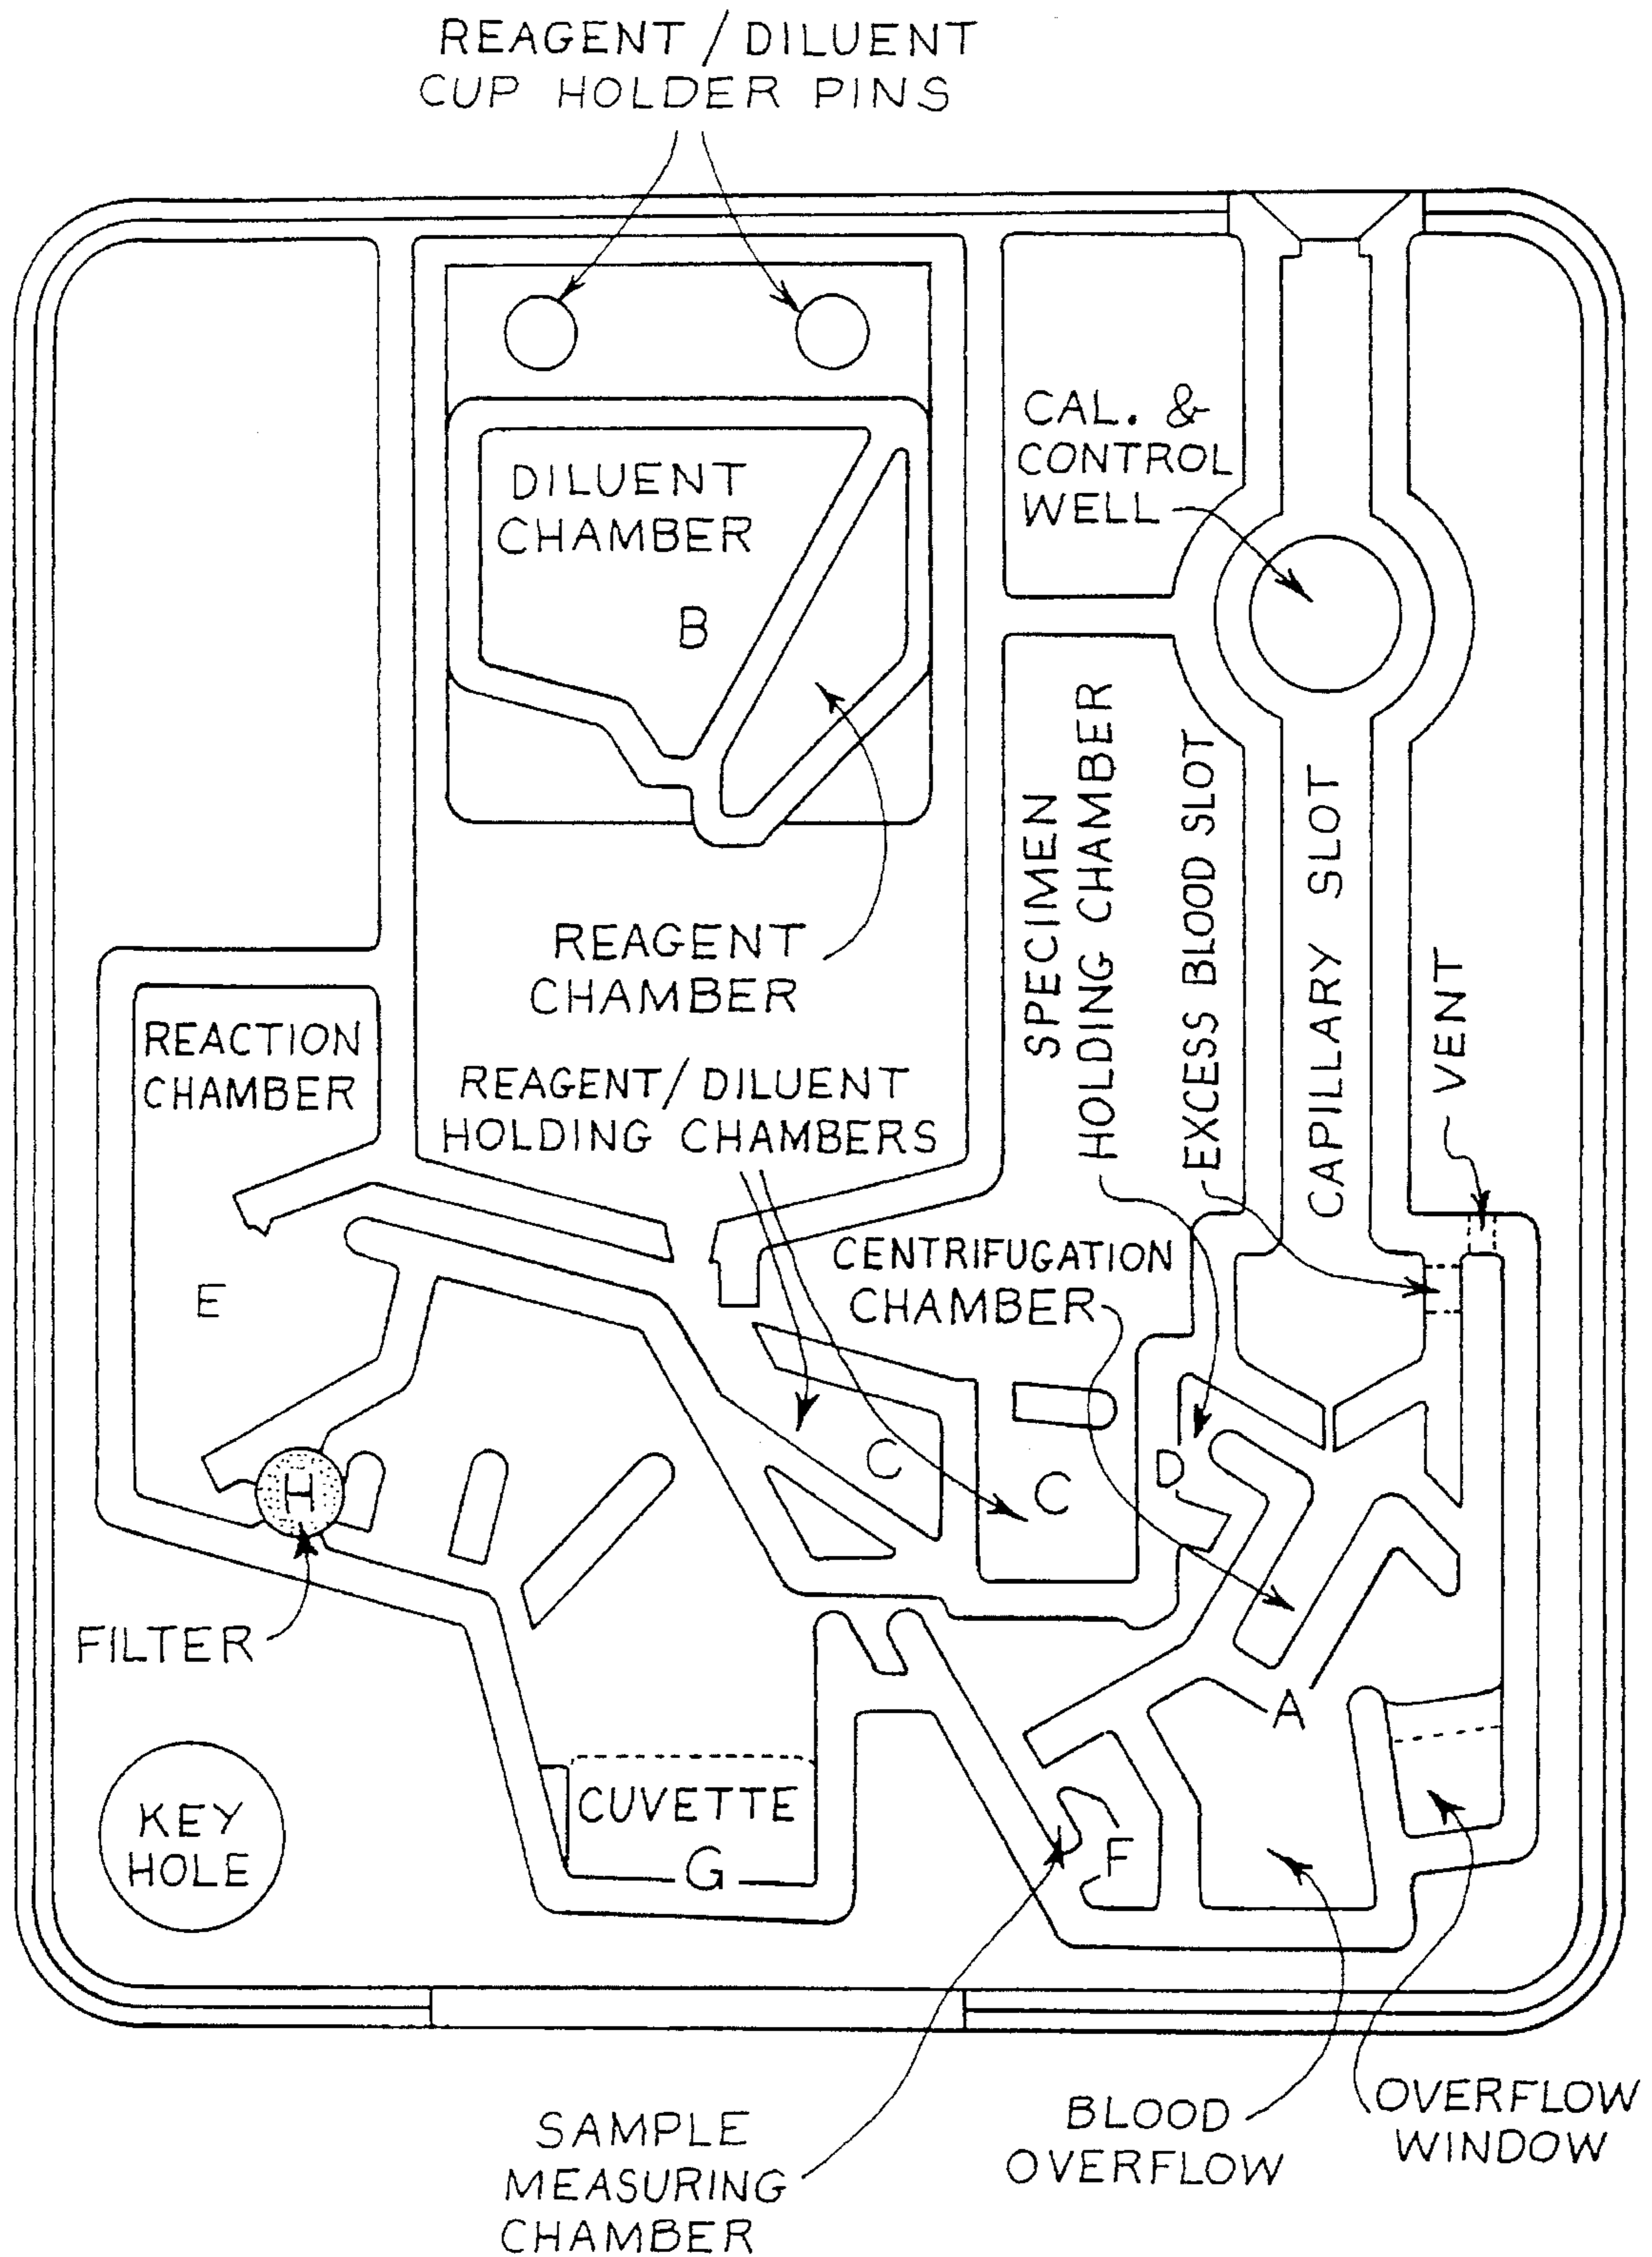 REAGENT / DILUENT
CUP HOLDER PINS
CAL. &
CONTROL
WELL
DILUENT
CHAMBER
B
SPECIMEN
HOLDING CHAMBER
EXCESS BLOOD SLOT
CAPILLARY SLOT
VENT
REAGENT
CHAMBER
REACTION
CHAMBER
REAGENT/DILUENT
HOLDING CHAMBERS
CENTRIFUGATION
CHAMBER
E
C
C
D
H
FILTER
A
KEY
HOLE
CUVETTE
G
F
SAMPLE
MEASURING
CHAMBER
BLOOD
OVERFLOW
OVERFLOW
WINDOW